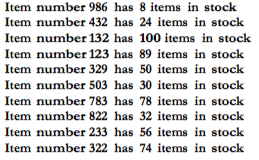 Item number 986 has 8 items in stock
Item number 432 has 24 items in stock
Item number 132 has 100 items in stock
Item number 123 has 89 items in stock
Item number 329 has 50 items in stock
Item number 503 has 30 items in stock
Item number 783 has 78 items in stock
Item number 822 has 32 items in stock
Item number 233 has 56 items in stock
Item number 322 has 74 items in stock